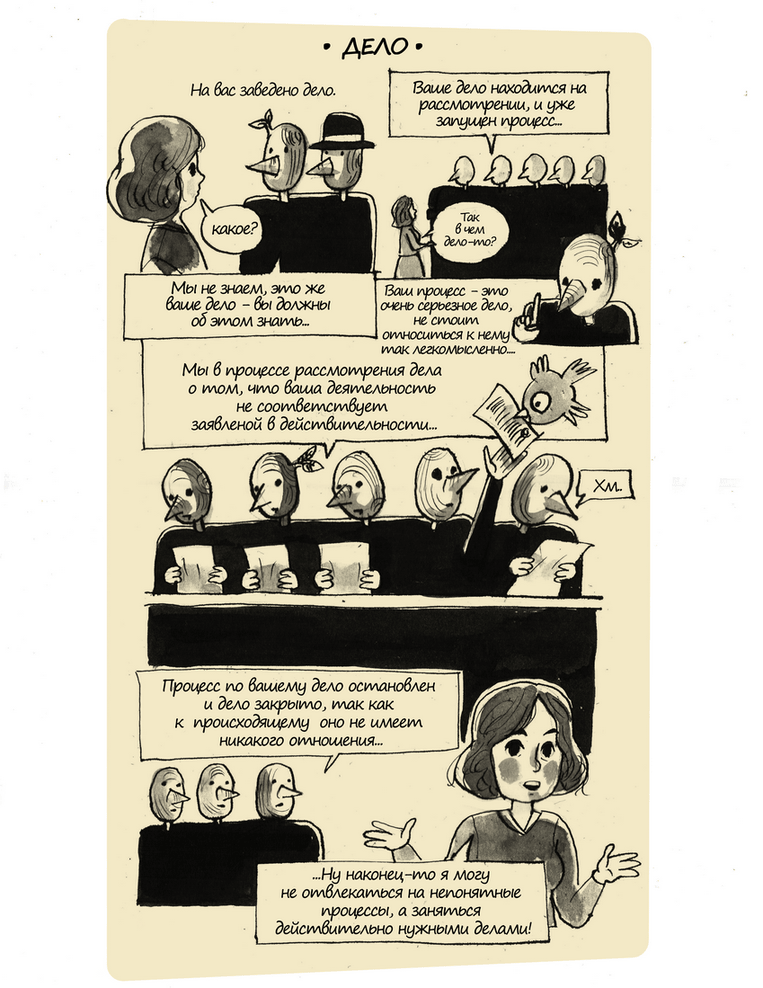 • ДЕЛО •
На вас заведено дело.
какое?
Мы не знаем, это же
ваше дело - вы должны
об этом знать...
Ваше дело находится на
рассмотрении, и уже
запущен процесс...
Так
в чем
дело-то?
Ваш процесс - это
очень серьезное дело,
не стоит
относиться к нему
так легкомысленно...
Мы в процессе рассмотрения дела
о том, что ваша деятельность
не соответствует
заявленой в действительности...
Хм.
Процесс по вашему дело остановлен
и дело закрыто, так как
к происходящему оно не имеет
никакого отношения...
...Ну наконец-то я могу
не отвлекаться на непонятные
процессы, а заняться
действительно нужными делами!